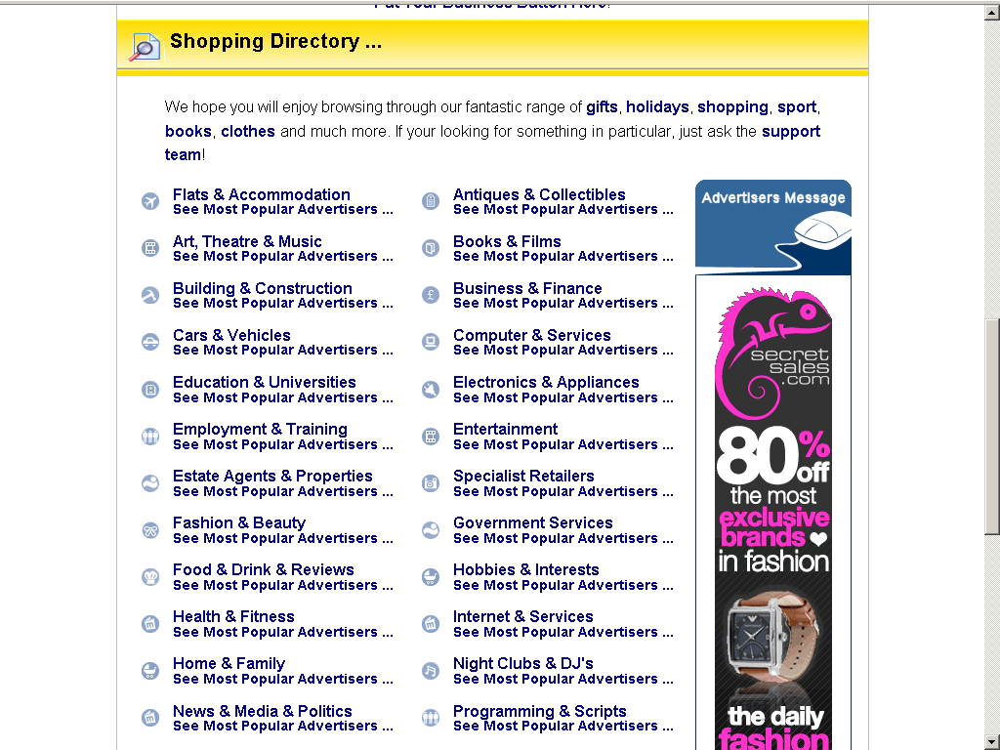 Put Your Business Button Here!
Shopping Directory ...
We hope you will enjoy browsing through our fantastic range of gifts, holidays, shopping, sport,
books, clothes and much more. If your looking for something in particular, just ask the support
team!
Flats & Accommodation
See Most Popular Advertisers ...
Art, Theatre & Music
See Most Popular Advertisers ...
Building & Construction
See Most Popular Advertisers ...
Cars & Vehicles
See Most Popular Advertisers ...
Education & Universities
See Most Popular Advertisers ...
Employment & Training
See Most Popular Advertisers ...
Estate Agents & Properties
See Most Popular Advertisers ...
Fashion & Beauty
See Most Popular Advertisers ...
Food & Drink & Reviews
See Most Popular Advertisers ...
Health & Fitness
See Most Popular Advertisers ...
Home & Family
See Most Popular Advertisers ...
News & Media & Politics
See Most Popular Advertisers ...
Antiques & Collectibles
See Most Popular Advertisers ...
Books & Films
See Most Popular Advertisers ...
Business & Finance
See Most Popular Advertisers ...
Computer & Services
See Most Popular Advertisers ...
Electronics & Appliances
See Most Popular Advertisers ...
Entertainment
See Most Popular Advertisers ...
Specialist Retailers
See Most Popular Advertisers ...
Government Services
See Most Popular Advertisers ...
Hobbies & Interests
See Most Popular Advertisers ...
Internet & Services
See Most Popular Advertisers ...
Night Clubs & DJ's
See Most Popular Advertisers ...
Programming & Scripts
See Most Popular Advertisers ...
Advertisers Message
secret
sales
.com
80%
off
the most
exclusive
brands
in fashion
the daily
fashion